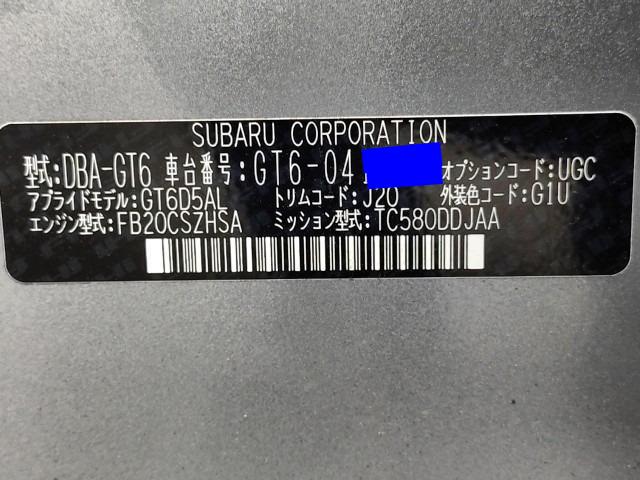 SUBARU CORPORATION
型式:DBA-GT6 車台番号:GT6-04 オプションコード:UGC
アプライドモデル:GT6D5AL トリムコード:J20 外装色コード:G1U
エンジン型式:FB20CSZHSA ミッション型式:TC580DDJAA